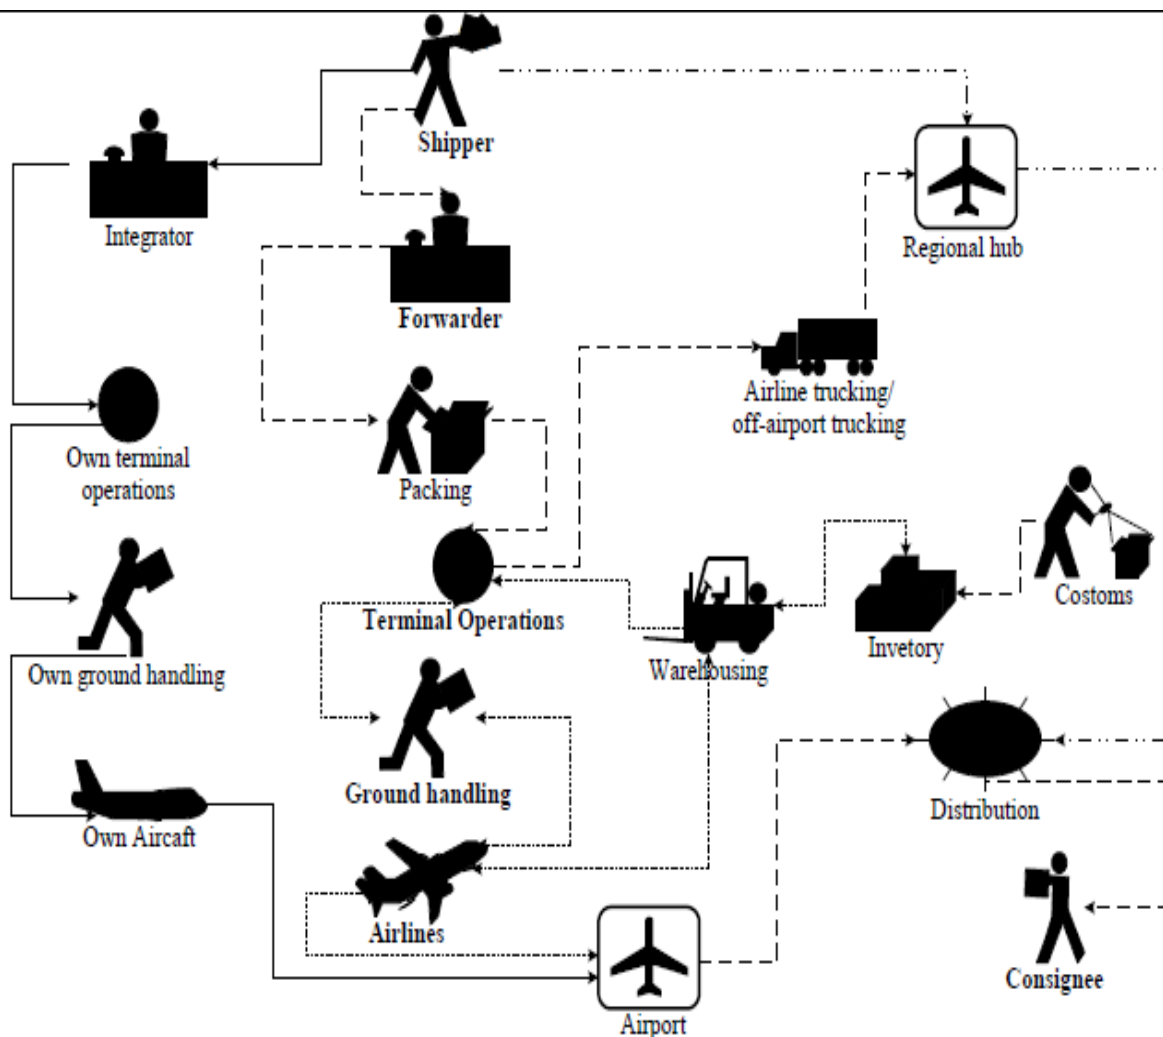 Shipper
Integrator
Regional hub
Forwarder
Airline trucking/
off-airport trucking
Own terminal
operations
Packing
Costoms
Terminal Operations
Invetory
Warehousing
Own ground handling
Ground handling
Distribution
Own Aircaft
Airlines
Consignee
Airport